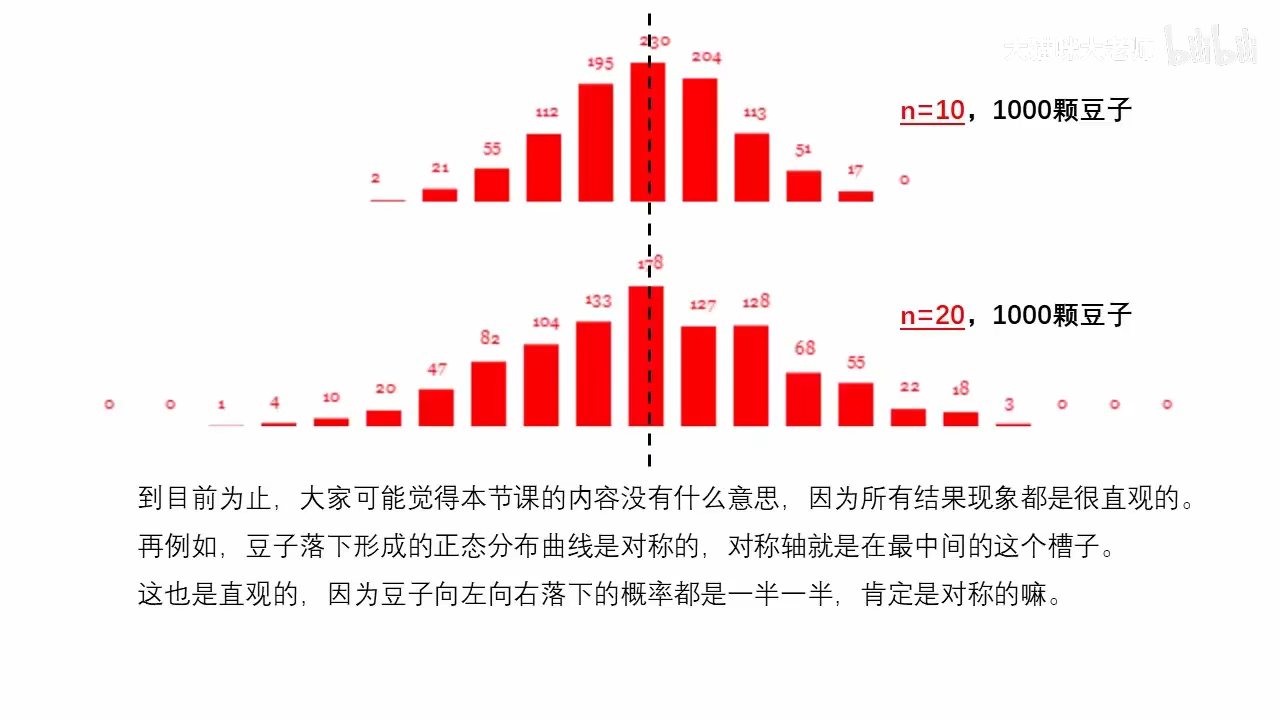 大猫咪大老师 bilibili
230
195 204
n=10，1000颗豆子
112 113
55 51
21 17
2 0
178
133 127 128
n=20，1000颗豆子
104
82 68
47 55
10 20 22 18
0 0 1 4 3 0 0 0
到目前为止，大家可能觉得本节课的内容没有什么意思，因为所有结果现象都是很直观的。
再例如，豆子落下形成的正态分布曲线是对称的，对称轴就是在最中间的这个槽子。
这也是直观的，因为豆子向左向右落下的概率都是一半一半，肯定是对称的嘛。